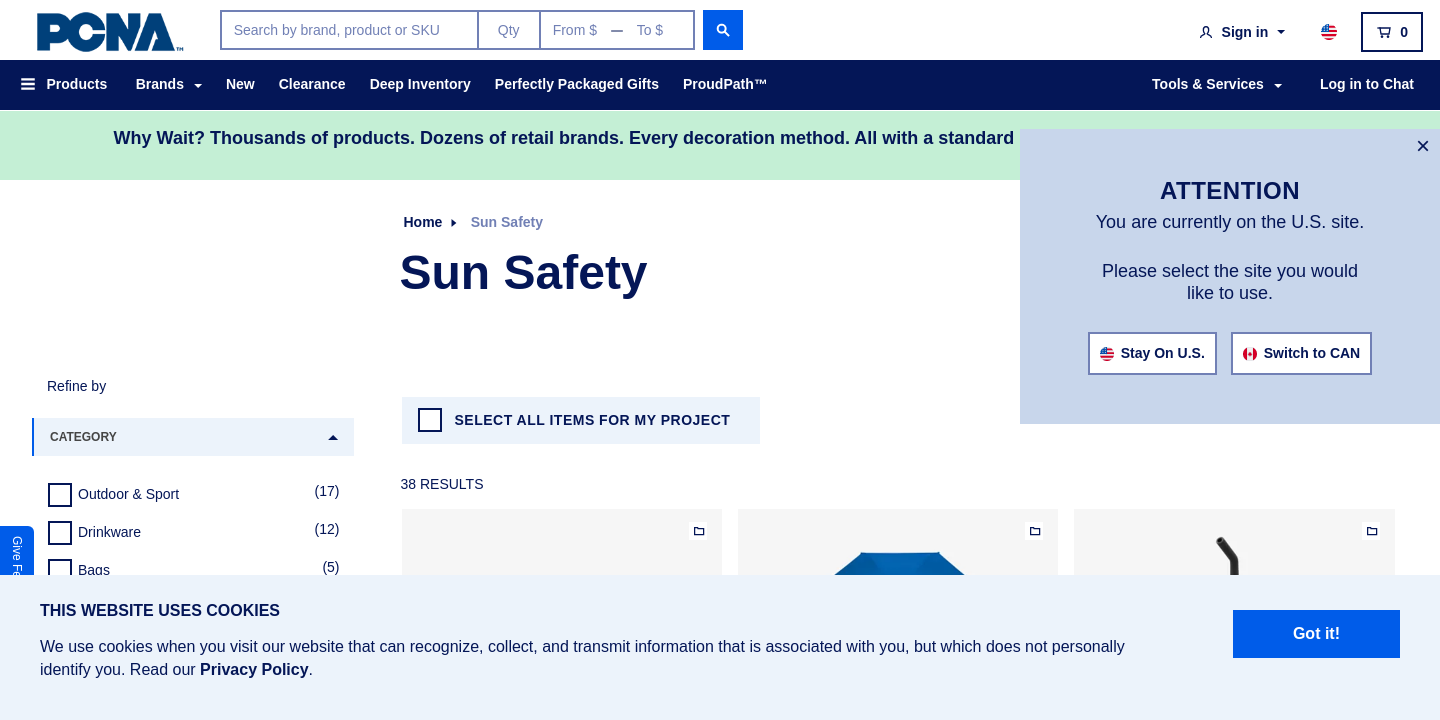 PCNA™
Search by brand, product or SKU
Qty
From $ — To $
Sign in
0
Products
Brands
New
Clearance
Deep Inventory
Perfectly Packaged Gifts
ProudPath™
Tools & Services
Log in to Chat
Why Wait? Thousands of products. Dozens of retail brands. Every decoration method. All with a standard
×
ATTENTION
You are currently on the U.S. site.
Please select the site you would
like to use.
Stay On U.S.
Switch to CAN
Home
Sun Safety
Sun Safety
Refine by
CATEGORY
Outdoor & Sport (17)
Drinkware (12)
Bags (5)
SELECT ALL ITEMS FOR MY PROJECT
38 RESULTS
Give
THIS WEBSITE USES COOKIES
We use cookies when you visit our website that can recognize, collect, and transmit information that is associated with you, but which does not personally
identify you. Read our Privacy Policy.
Got it!